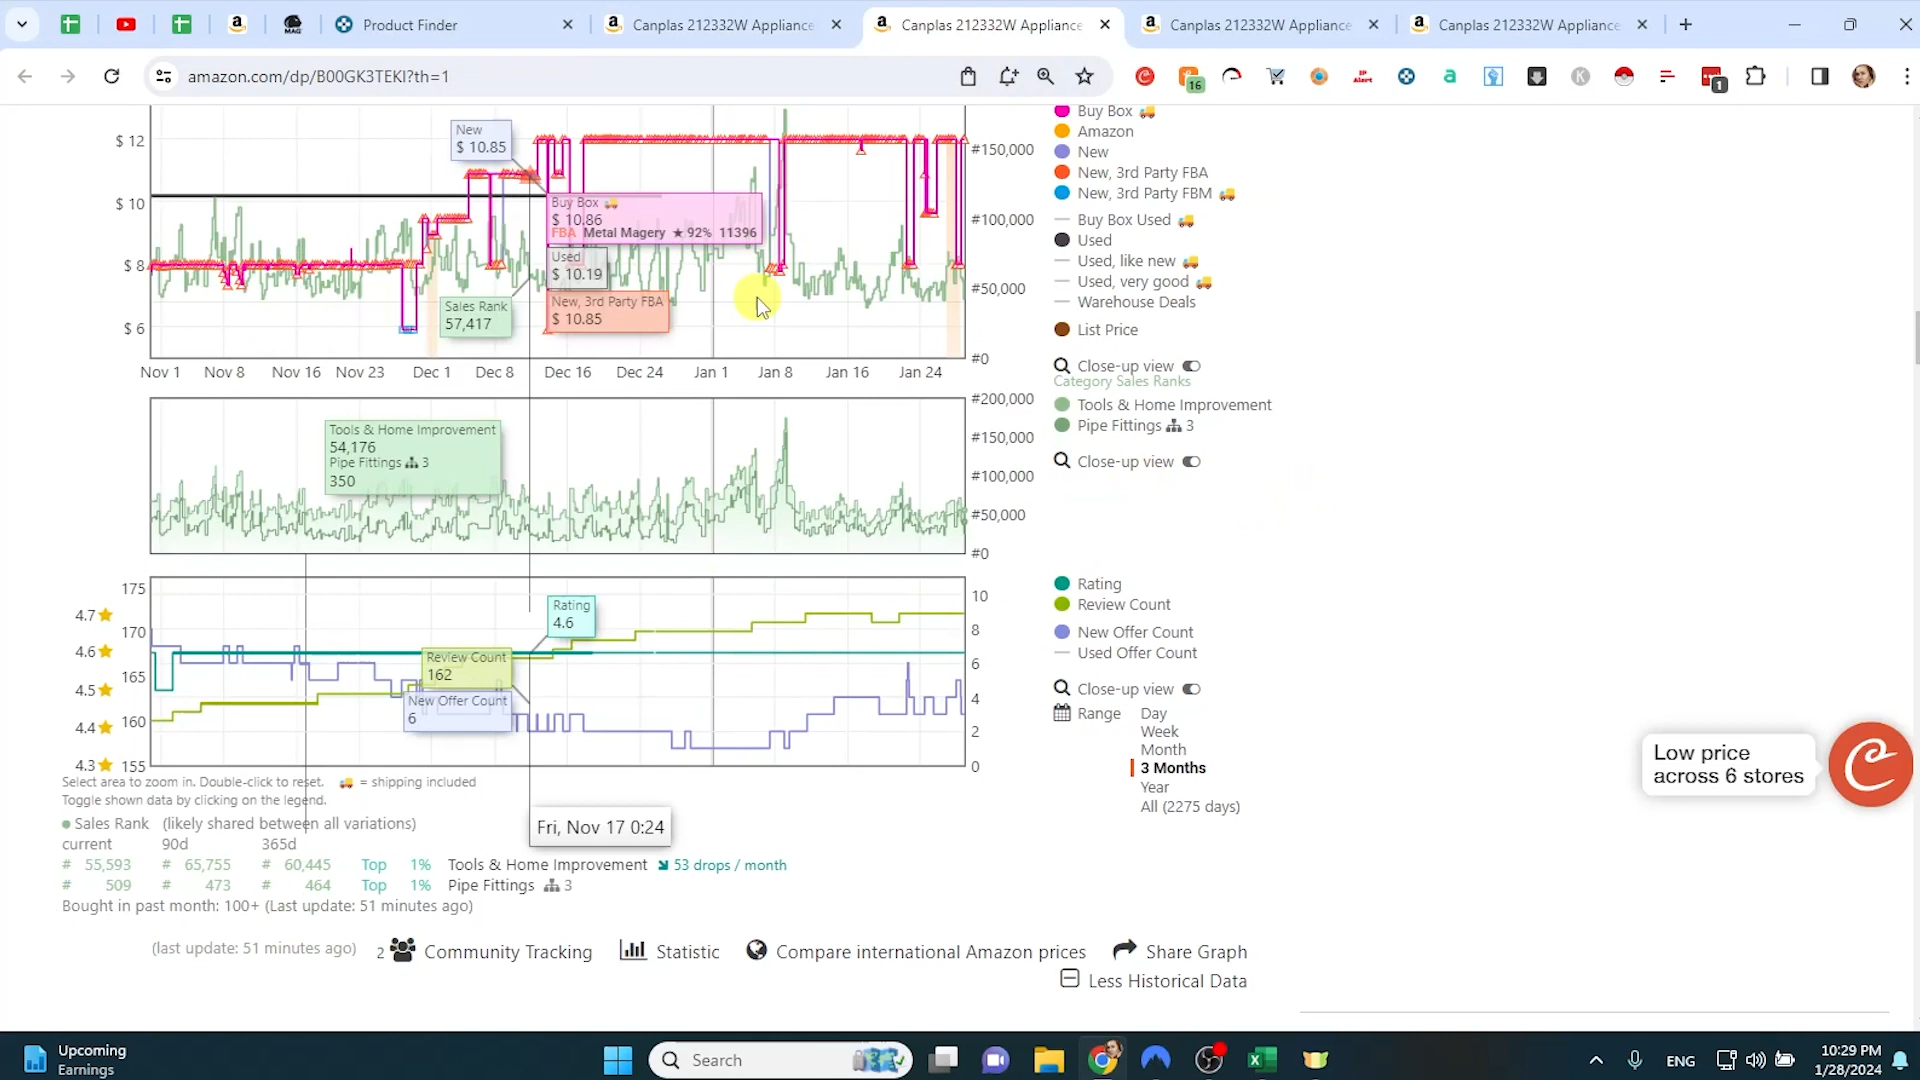 Product Finder
Canplas 212332W Appliance
Canplas 212332W Appliance
Canplas 212332W Appliance
Canplas 212332W Appliance
amazon.com/dp/B00GK3TEKI?th=1
16
1
$ 12
$ 10
$ 8
$ 6
New
$ 10.85
Buy Box
$ 10.86
FBA Metal Magery ★ 92% 11396
Used
$ 10.19
New, 3rd Party FBA
$ 10.85
Sales Rank
57,417
#150,000
#100,000
#50,000
#0
Nov 1 Nov 8 Nov 16 Nov 23 Dec 1 Dec 8 Dec 16 Dec 24 Jan 1 Jan 8 Jan 16 Jan 24
Buy Box
Amazon
New
New, 3rd Party FBA
New, 3rd Party FBM
Buy Box Used
Used
Used, like new
Used, very good
Warehouse Deals
List Price
Close-up view
Category Sales Ranks
Tools & Home Improvement
Pipe Fittings 3
Close-up view
Tools & Home Improvement
54,176
Pipe Fittings 3
350
#200,000
#150,000
#100,000
#50,000
#0
175
4.7
170
4.6
165
4.5
160
4.4
4.3 155
Rating
4.6
Review Count
162
New Offer Count
6
10
8
6
4
2
0
Rating
Review Count
New Offer Count
Used Offer Count
Close-up view
Range
Day
Week
Month
3 Months
Year
All (2275 days)
Low price
across 6 stores
Select area to zoom in. Double-click to reset. = shipping included
Toggle shown data by clicking on the legend.
Fri, Nov 17 0:24
Sales Rank (likely shared between all variations)
current 90d 365d
# 55,593 # 65,755 # 60,445 Top 1% Tools & Home Improvement 53 drops / month
# 509 # 473 # 464 Top 1% Pipe Fittings 3
Bought in past month: 100+ (Last update: 51 minutes ago)
(last update: 51 minutes ago) 2 Community Tracking Statistic Compare international Amazon prices Share Graph
Less Historical Data
Upcoming
Earnings
Search
ENG
10:29 PM
1/28/2024